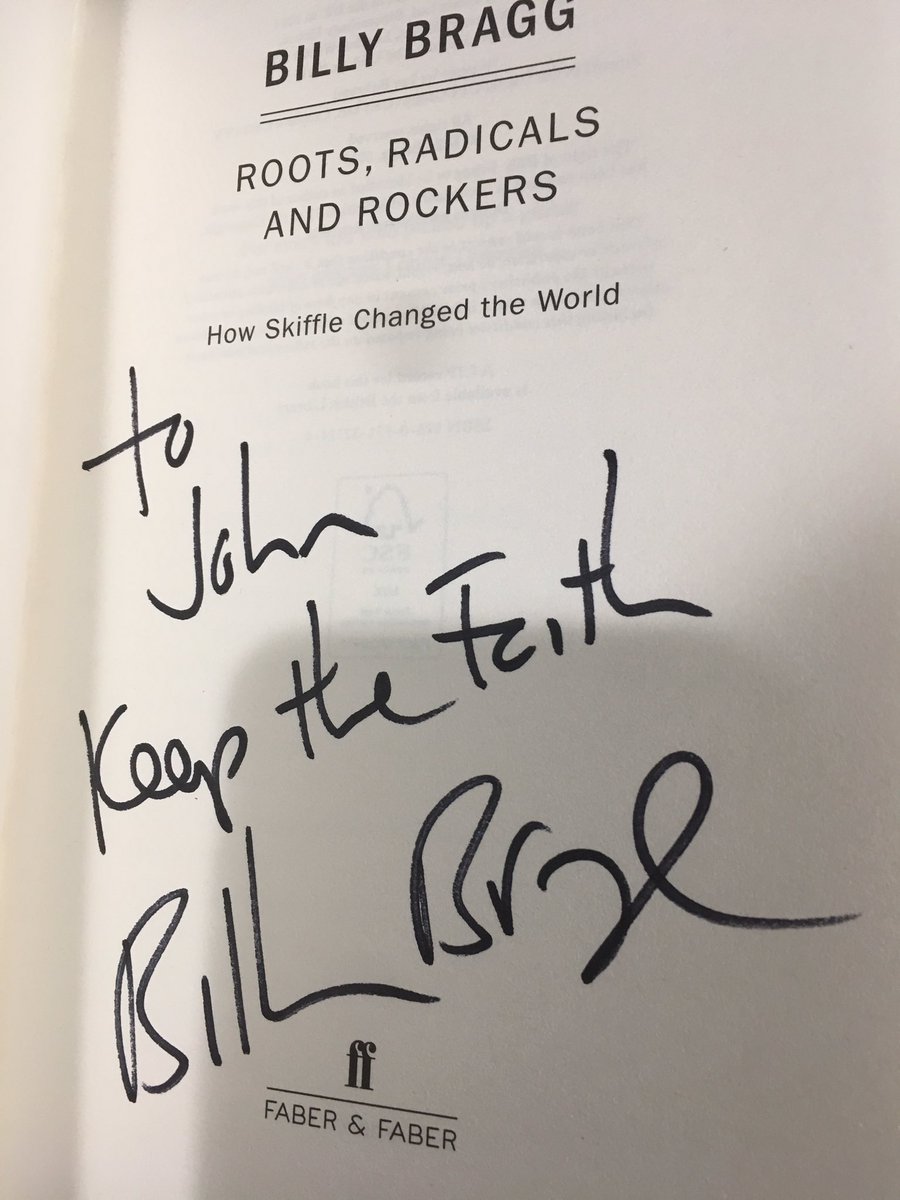 BILLY BRAGG
ROOTS, RADICALS
AND ROCKERS
How Skiffle Changed the World
to
John
Keep the Faith
Billy Bragg
ff
FABER & FABER